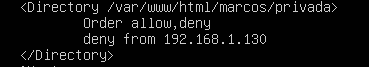 <Directory /var/www/html/marcos/privada>
Order allow,deny
deny from 192.168.1.130
</Directory>